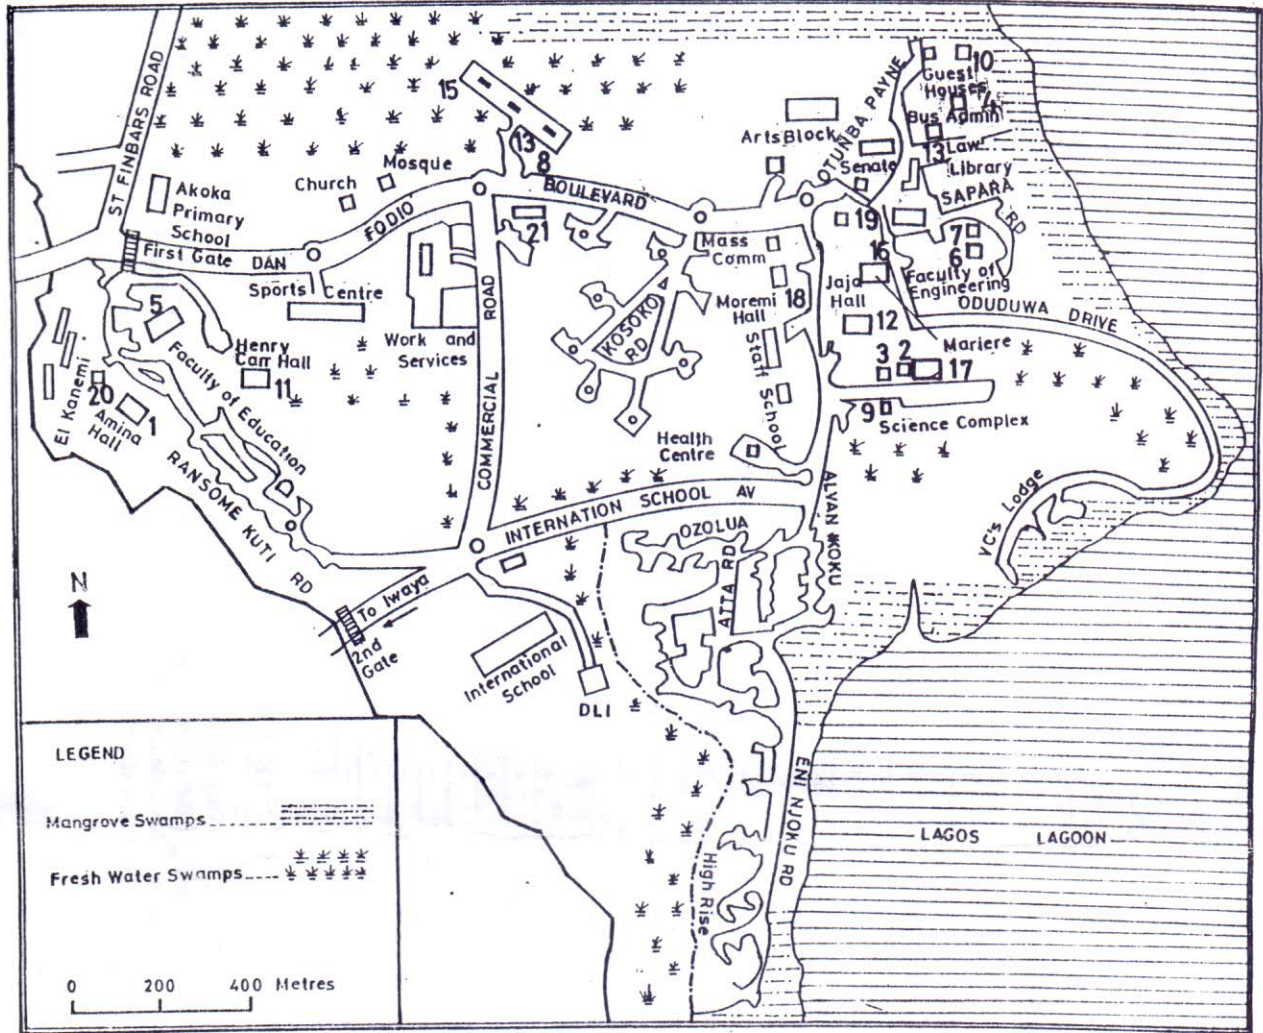 ST FINBARS ROAD
15
10
Guest
Houses
4
Bus Admin
13
Law
Library
SAPARA
RD
OTUNBA PAYNE
Arts Block
Senate
13
8
BOULEVARD
Mosque
Church
Akoka
Primary
School
First Gate
DAN
FODIO
21
19
16
7
6
Faculty of
Engineering
ODUDUWA DRIVE
Mass
Comm
Moremi
Hall
18
Jaja
Hall
12
Mariere
Sports Centre
Work and
Services
COMMERCIAL ROAD
KOSOKO
RD
Staff School
3
2
17
9
Science Complex
5
Henry
Carr Hall
11
Faculty of Education
El Kanemi
20
Amina
Hall
1
RANSOME KUTI RD
Health
Centre
INTERNATION SCHOOL AV
ALVAN IKOKU
VC's Lodge
OZOLUA
ATTA RD
N
To Iwaya
2nd
Gate
International
School
DLI
ENI NJOKU RD
High Rise
LAGOS LAGOON
LEGEND
Mangrove Swamps
Fresh Water Swamps
0 200 400 Metres